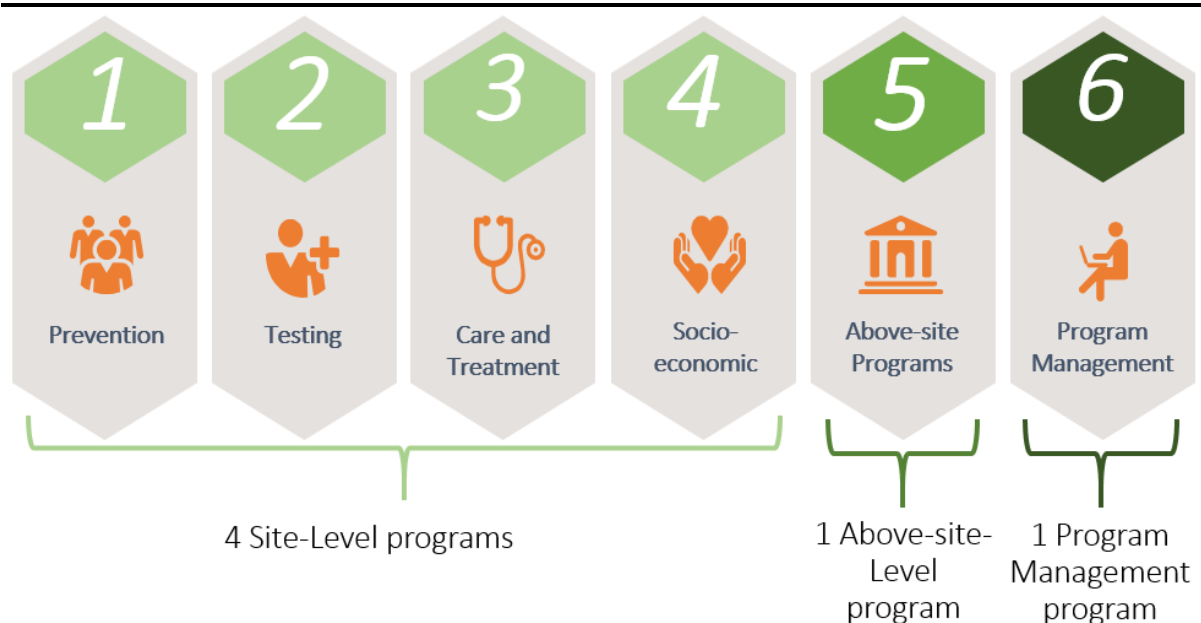 1
2
3
4
5
6
Prevention
Testing
Care and
Treatment
Socio-
economic
Above-site
Programs
Program
Management
4 Site-Level programs
1 Above-site-
Level
program
1 Program
Management
program